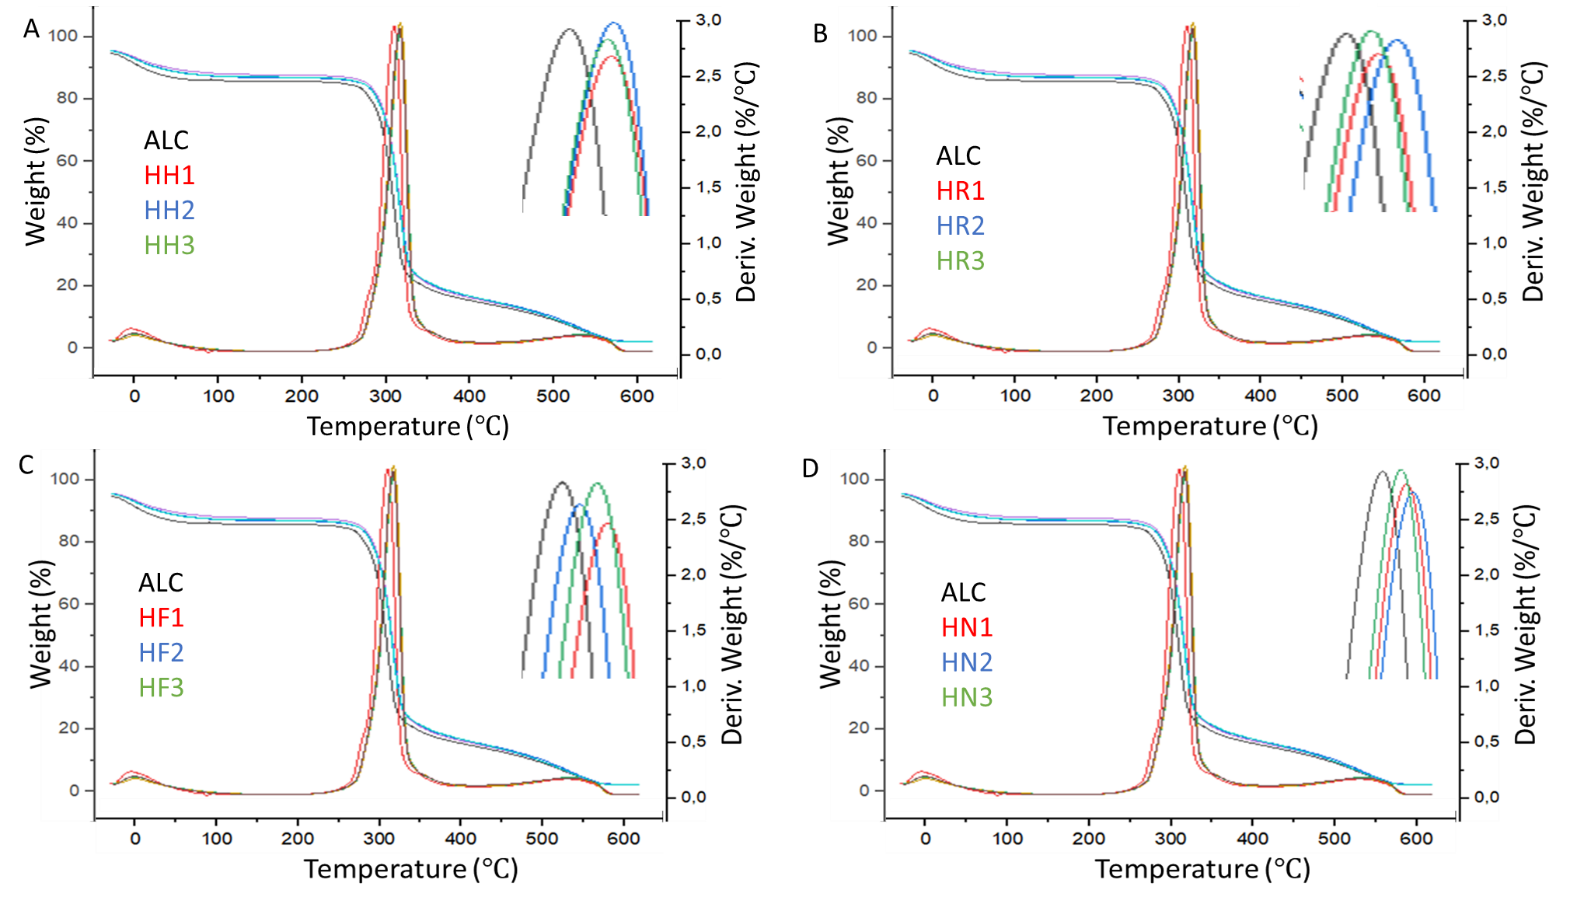 A
100
80
60
40
20
0
Weight (%)
ALC
HH1
HH2
HH3
3,0
2,5
2,0
1,5
1,0
0,5
0,0
Deriv. Weight (%/°C)
0 100 200 300 400 500 600
Temperature (°C)
B
100
80
60
40
20
0
Weight (%)
ALC
HR1
HR2
HR3
3,0
2,5
2,0
1,5
1,0
0,5
0,0
Deriv. Weight (%/°C)
0 100 200 300 400 500 600
Temperature (°C)
C
100
80
60
40
20
0
Weight (%)
ALC
HF1
HF2
HF3
3,0
2,5
2,0
1,5
1,0
0,5
0,0
Deriv. Weight (%/°C)
0 100 200 300 400 500 600
Temperature (°C)
D
100
80
60
40
20
0
Weight (%)
ALC
HN1
HN2
HN3
3,0
2,5
2,0
1,5
1,0
0,5
0,0
Deriv. Weight (%/°C)
0 100 200 300 400 500 600
Temperature (°C)